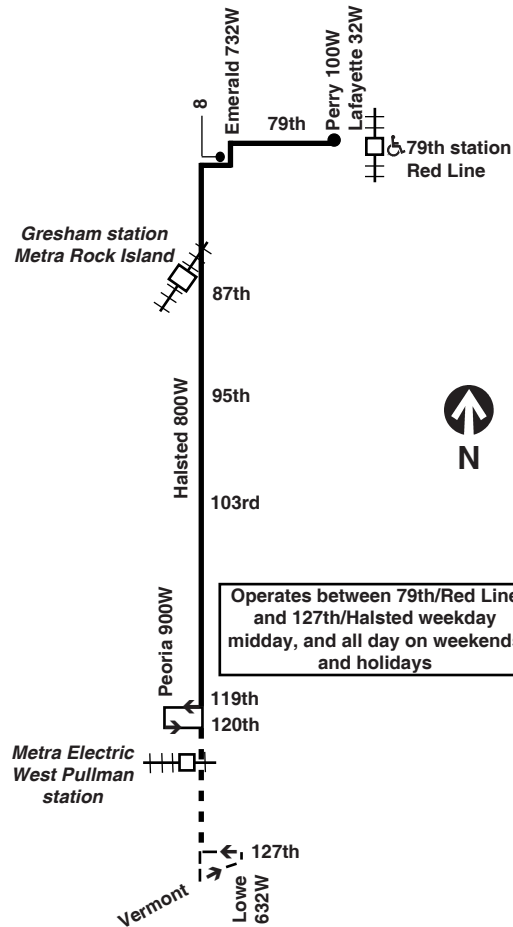 8
Emerald 732W
79th
Perry 100W
Lafayette 32W
79th station
Red Line
Gresham station
Metra Rock Island
87th
Halsted 800W
95th
N
103rd
Operates between 79th/Red Line
and 127th/Halsted weekday
midday, and all day on weekends
and holidays
Peoria 900W
119th
120th
Metra Electric
West Pullman
station
127th
Vermont
Lowe
632W